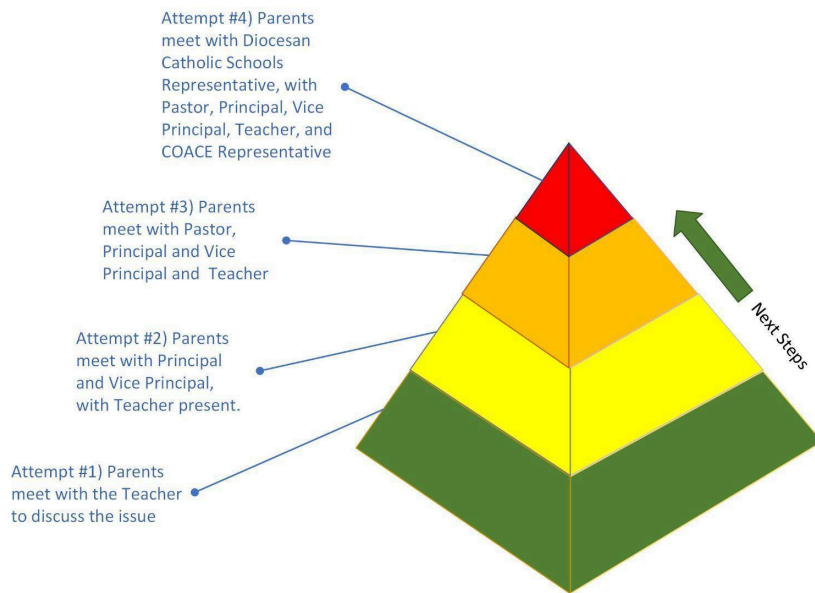 Attempt #4) Parents
meet with Diocesan
Catholic Schools
Representative, with
Pastor, Principal, Vice
Principal, Teacher, and
COACE Representative
Attempt #3) Parents
meet with Pastor,
Principal and Vice
Principal and  Teacher
Next Steps
Attempt #2) Parents
meet with Principal
and Vice Principal,
with Teacher present.
Attempt #1) Parents
meet with the Teacher
to discuss the issue